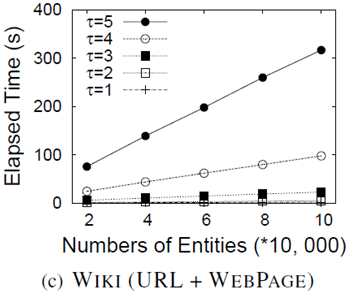 400
300
200
100
0
Elapsed Time (s)
τ=5
τ=4
τ=3
τ=2
τ=1
2 4 6 8 10
Numbers of Entities (*10, 000)
(c) WIKI (URL + WEBPAGE)